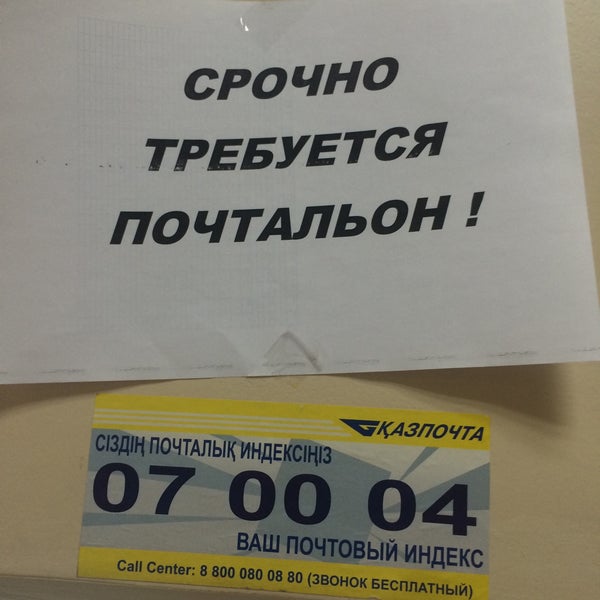 СРОЧНО
ТРЕБУЕТСЯ
ПОЧТАЛЬОН !
ҚАЗПОЧТА
СІЗДІҢ ПОЧТАЛЫҚ ИНДЕКСІҢІЗ
07 00 04
ВАШ ПОЧТОВЫЙ ИНДЕКС
Call Center: 8 800 080 08 80 (ЗВОНОК БЕСПЛАТНЫЙ)